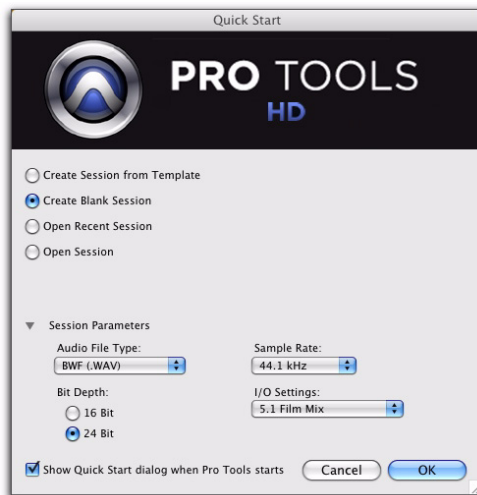 Quick Start
PRO TOOLS
HD
Create Session from Template
Create Blank Session
Open Recent Session
Open Session
Session Parameters
Audio File Type:
BWF (.WAV)
Sample Rate:
44.1 kHz
Bit Depth:
16 Bit
24 Bit
I/O Settings:
5.1 Film Mix
Show Quick Start dialog when Pro Tools starts
Cancel
OK